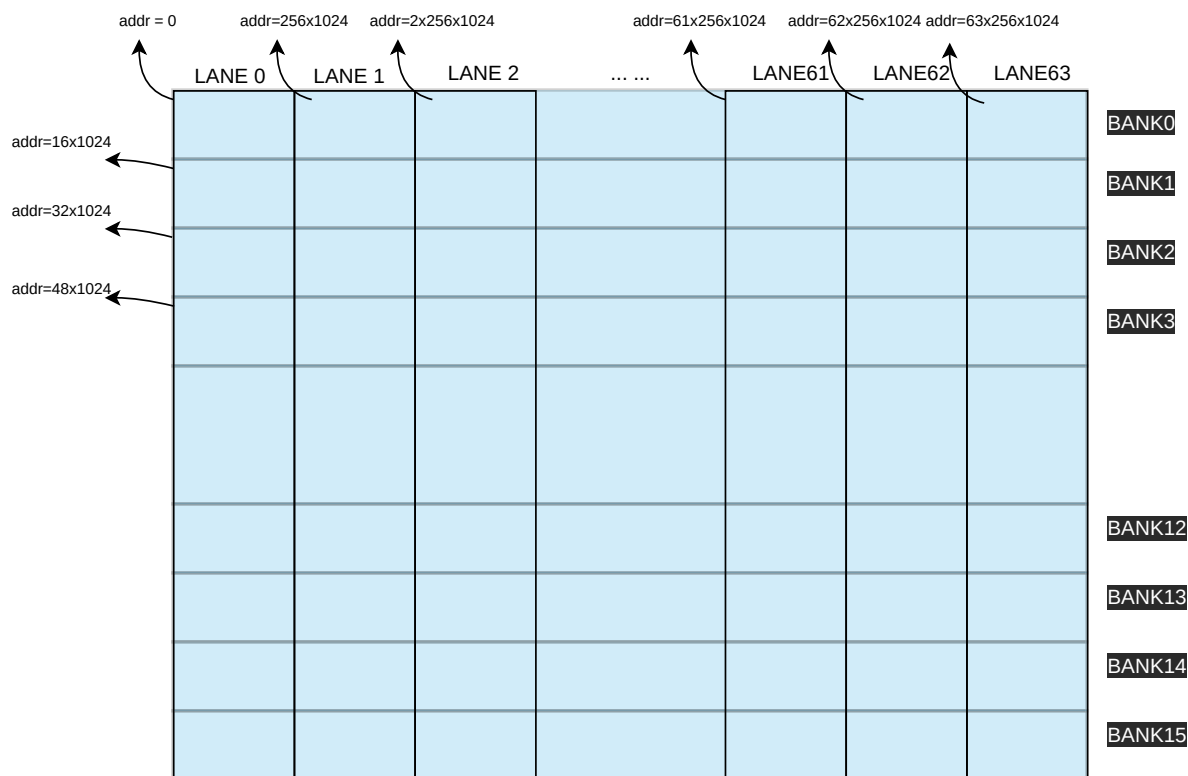 addr = 0
addr=256x1024
addr=2x256x1024
addr=61x256x1024
addr=62x256x1024
addr=63x256x1024
LANE 0
LANE 1
LANE 2
... ...
LANE61
LANE62
LANE63
BANK0
addr=16x1024
BANK1
addr=32x1024
BANK2
addr=48x1024
BANK3
BANK12
BANK13
BANK14
BANK15